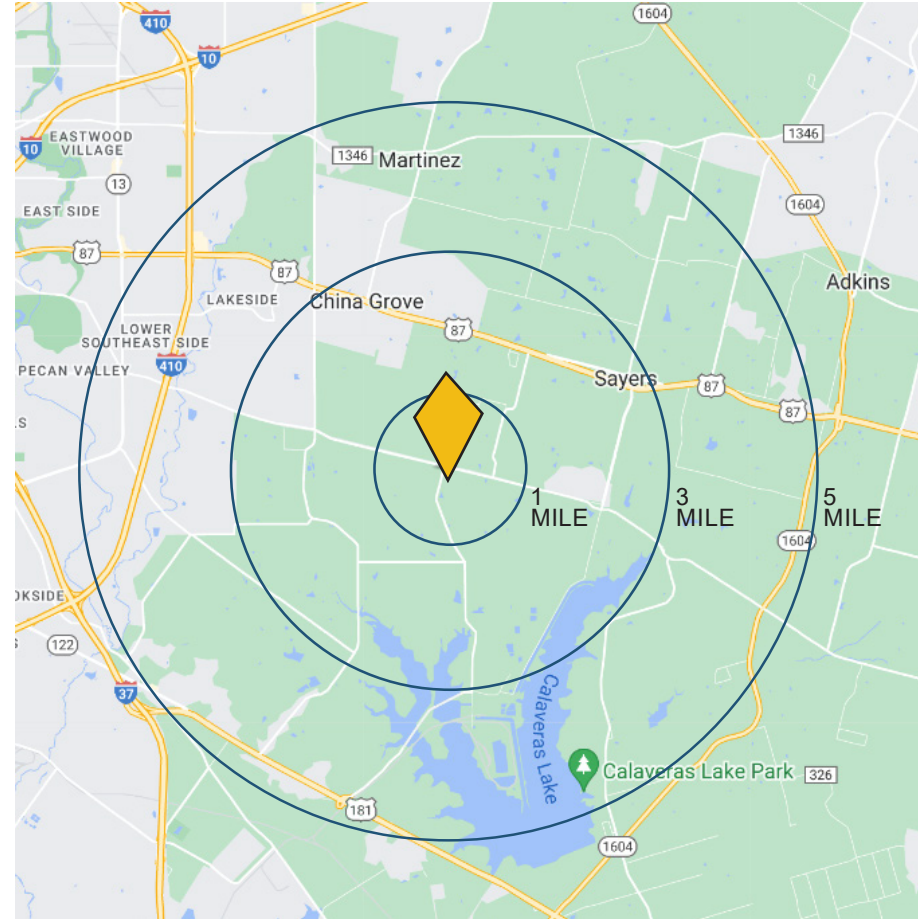 1604
410
10
1346
EASTWOOD
VILLAGE
10
1346
Martinez
13
1604
EAST SIDE
87
87
Adkins
LAKESIDE
China Grove
87
LOWER
SOUTHEAST SIDE
410
PECAN VALLEY
Sayers
87
87
LS
1
MILE
3
MILE
5
MILE
1604
OKSIDE
S
122
37
Calaveras Lake
Calaveras Lake Park
326
181
1604